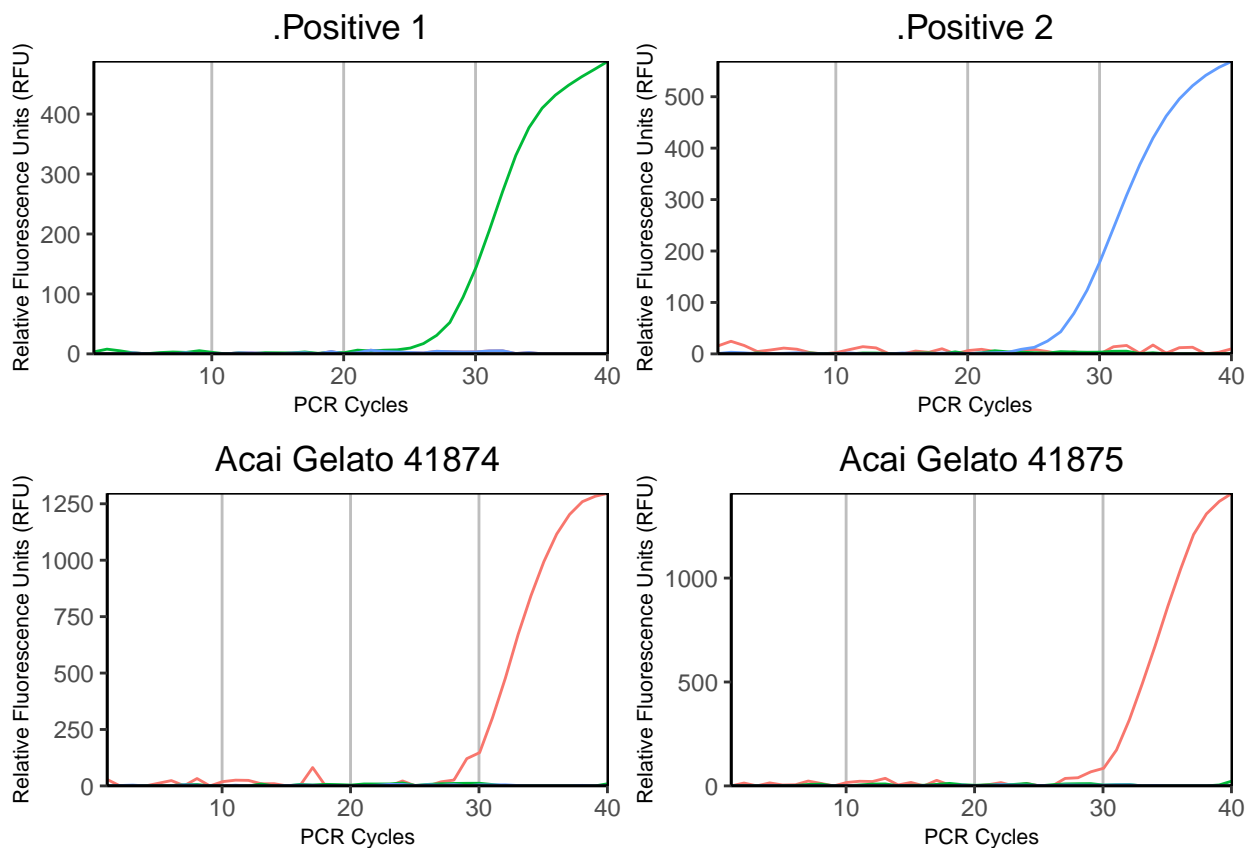 .Positive 1
Relative Fluorescence Units (RFU)
400
300
200
100
0
10 20 30 40
PCR Cycles
.Positive 2
Relative Fluorescence Units (RFU)
500
400
300
200
100
0
10 20 30 40
PCR Cycles
Acai Gelato 41874
Relative Fluorescence Units (RFU)
1250
1000
750
500
250
0
10 20 30 40
PCR Cycles
Acai Gelato 41875
Relative Fluorescence Units (RFU)
1000
500
0
10 20 30 40
PCR Cycles